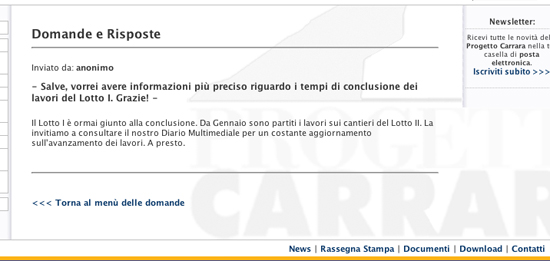 Domande e Risposte
Inviato da: anonimo
- Salve, vorrei avere informazioni più preciso riguardo i tempi di conclusione dei
lavori del Lotto I. Grazie! -
Il Lotto I è ormai giunto alla conclusione. Da Gennaio sono partiti i lavori sui cantieri del Lotto II. La
invitiamo a consultare il nostro Diario Multimediale per un costante aggiornamento
sull'avanzamento dei lavori. A presto.
<<< Torna al menù delle domande
Newsletter:
Ricevi tutte le novità del
Progetto Carrara nella t
casella di posta
elettronica.
Iscriviti subito >>>
PROGETT
CARRAR
News | Rassegna Stampa | Documenti | Download | Contatti